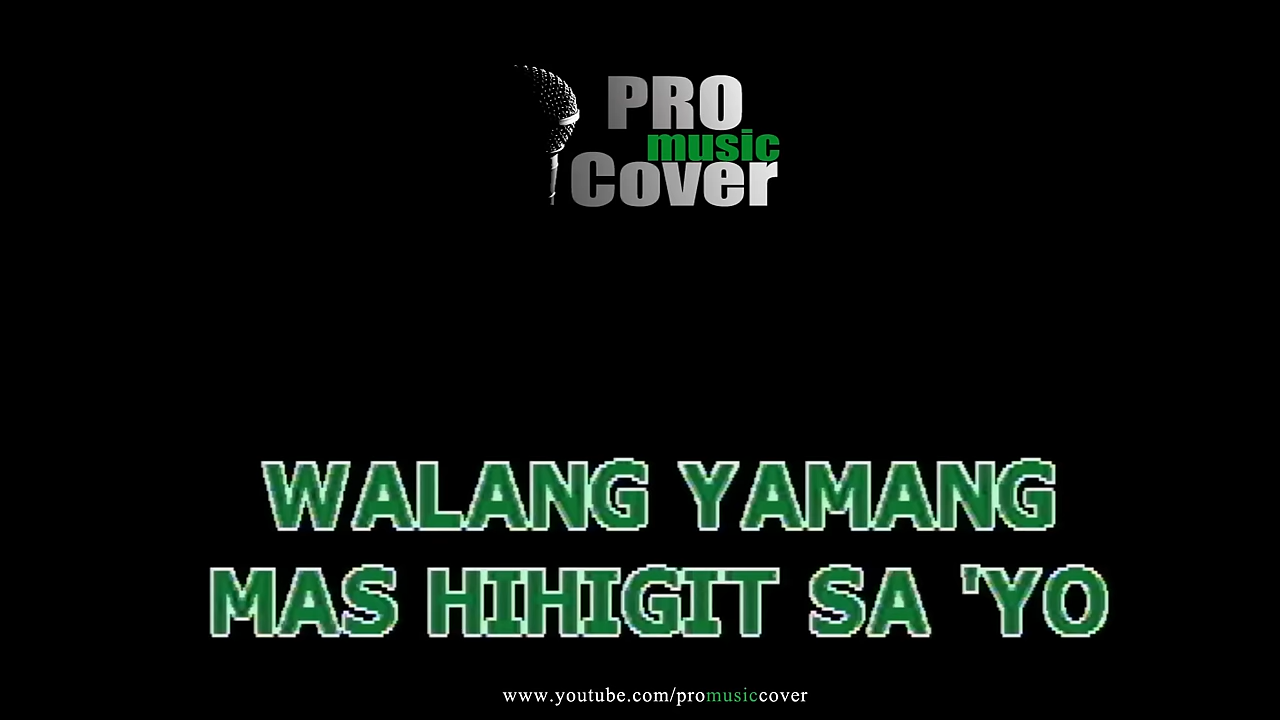 PRO
music
Cover
WALANG YAMANG
MAS HIHIGIT SA 'YO
www.youtube.com/promusiccover